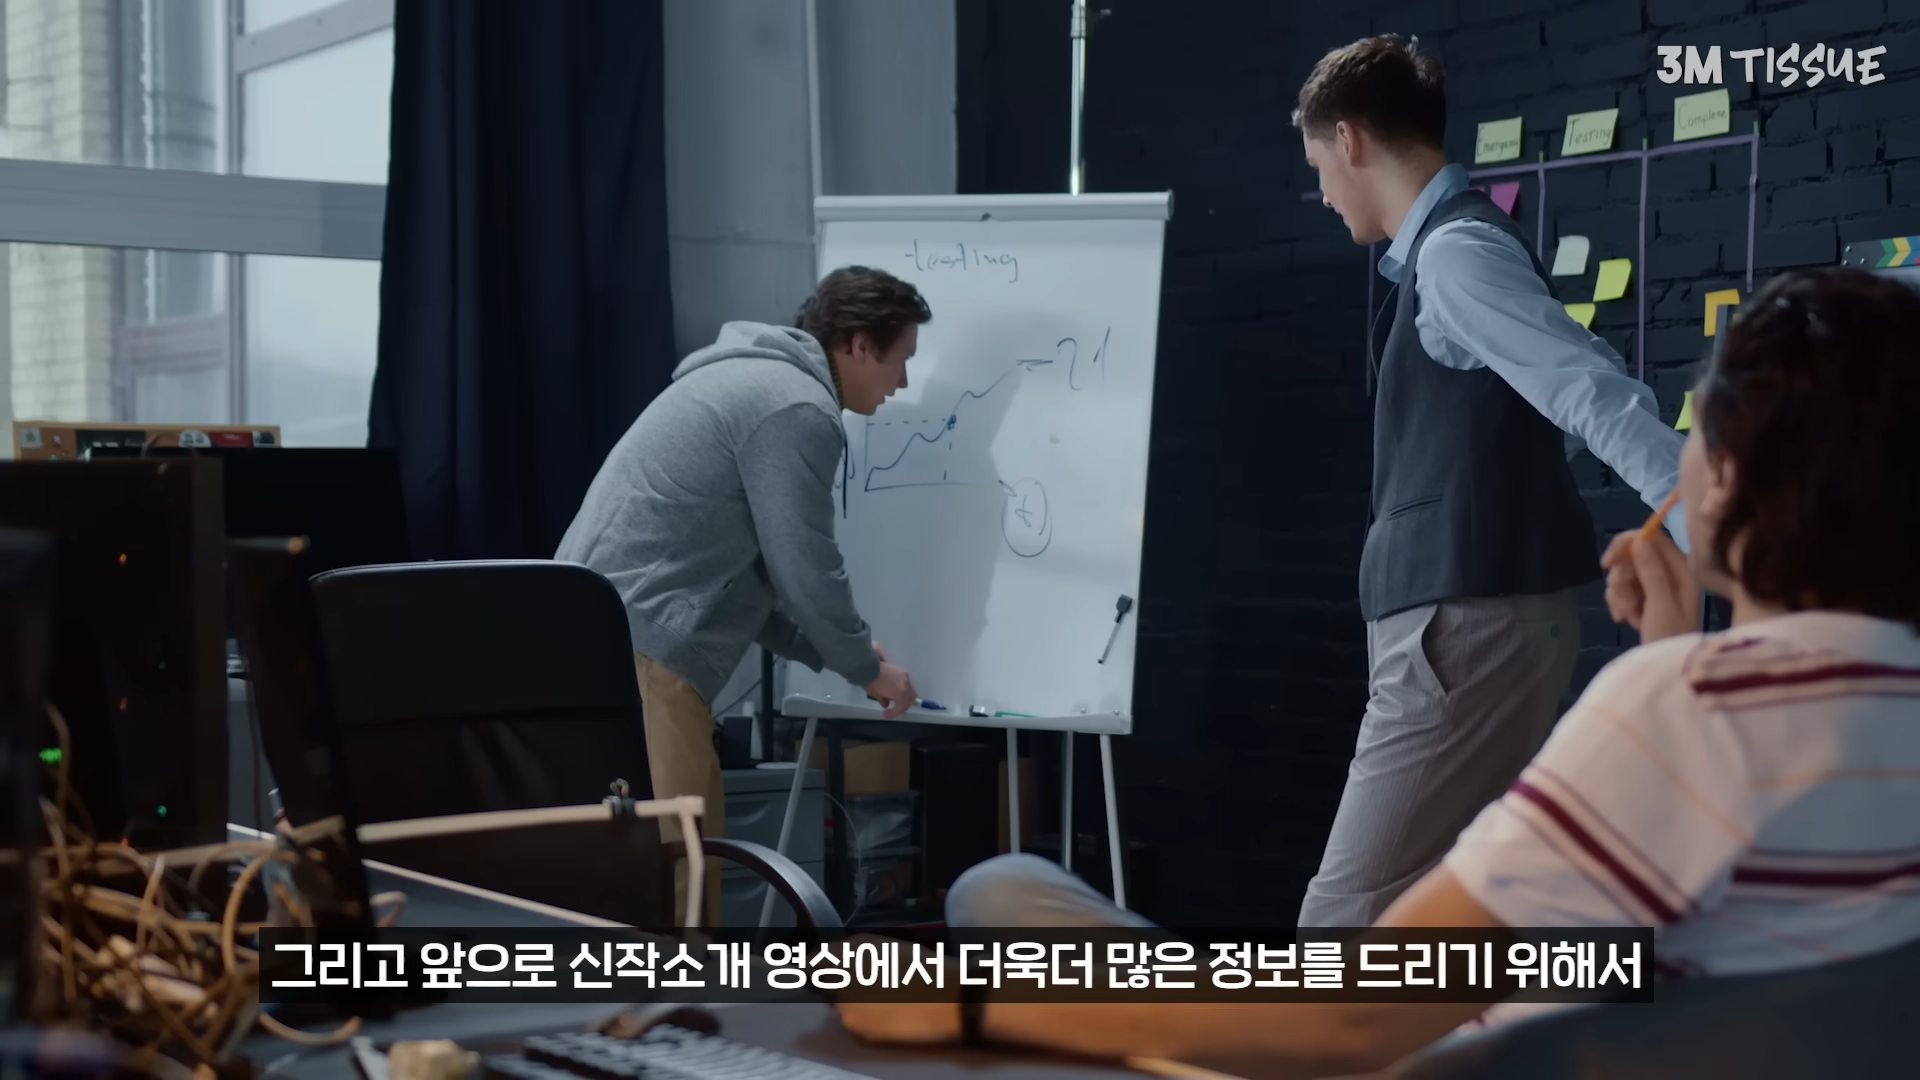 3M TISSUE
Emergency
Testing
Complete
testing
그리고 앞으로 신작소개 영상에서 더욱더 많은 정보를 드리기 위해서